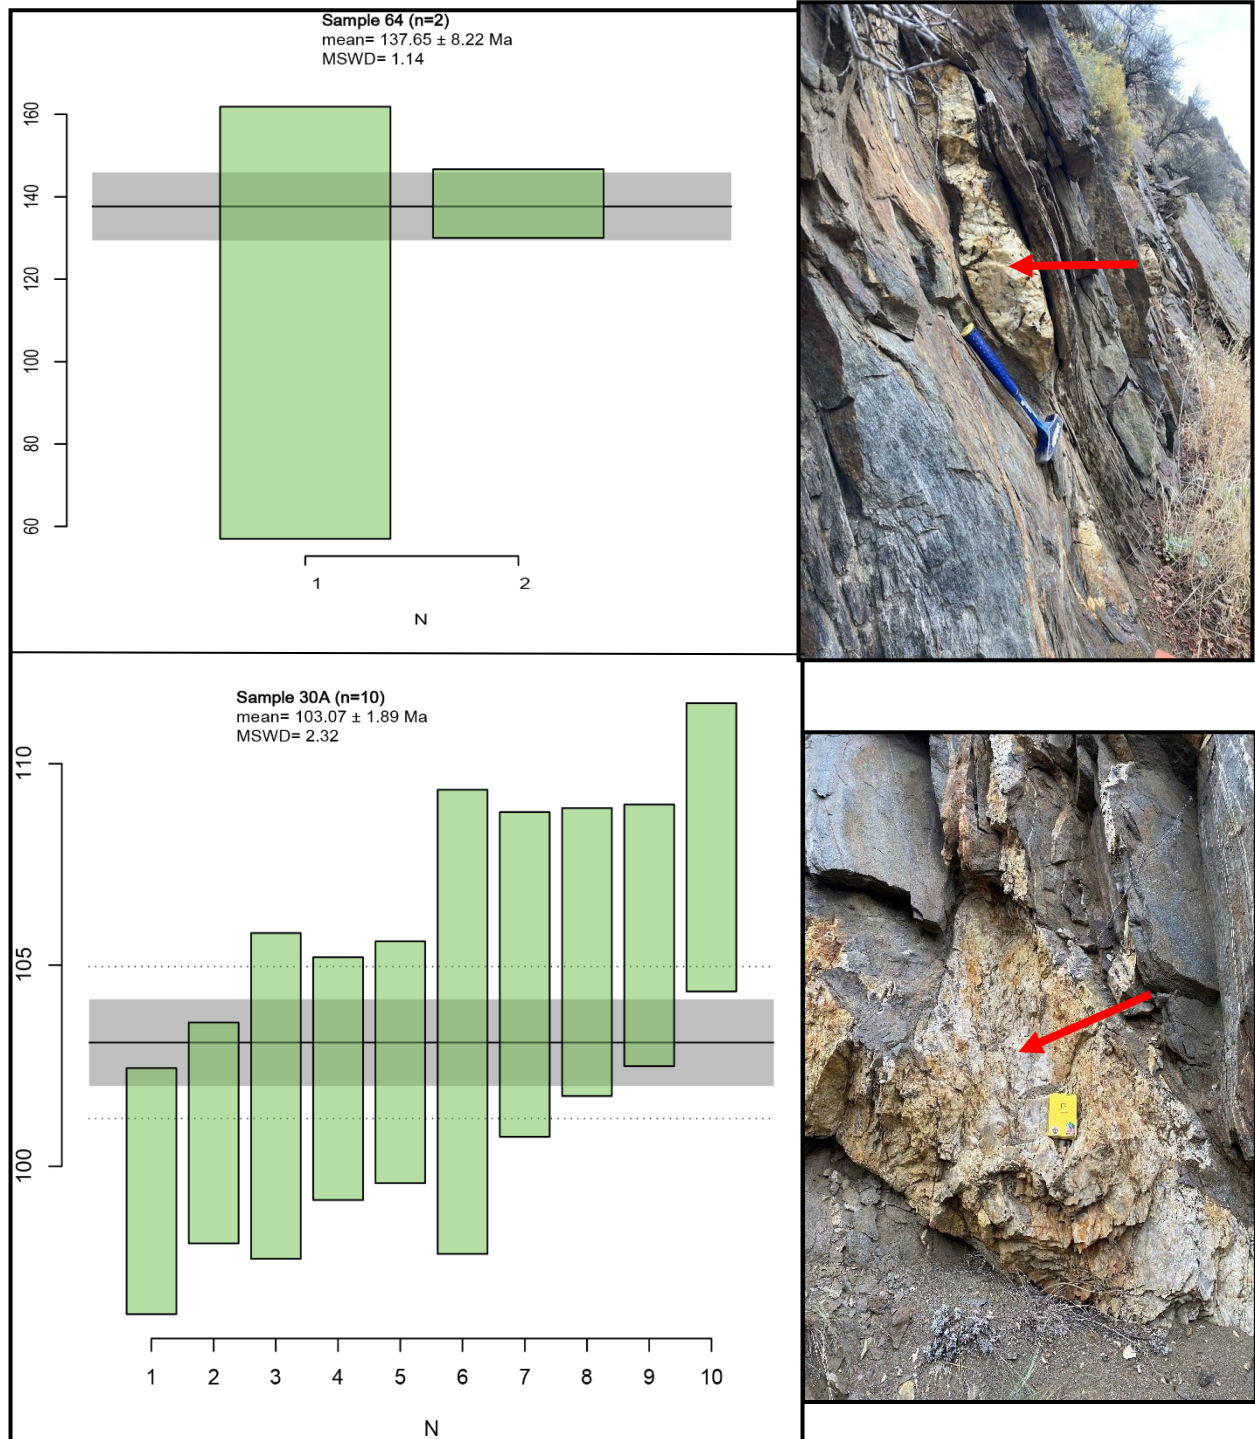 Sample 64 (n=2)
mean= 137.65 ± 8.22 Ma
MSWD= 1.14
160
140
120
100
80
60
1 2
N
Sample 30A (n=10)
mean= 103.07 ± 1.89 Ma
MSWD= 2.32
110
105
100
1 2 3 4 5 6 7 8 9 10
N